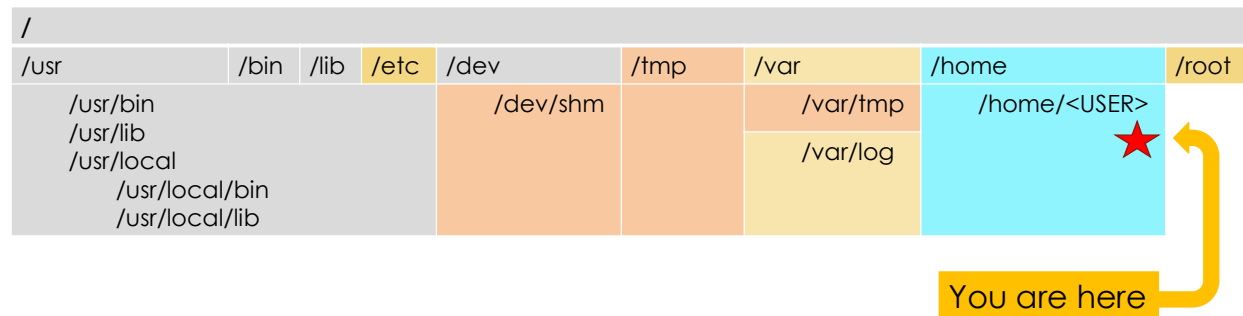 /
/usr /bin /lib /etc /dev /tmp /var /home /root
/usr/bin /dev/shm /var/tmp /home/<USER>
/usr/lib
/usr/local /var/log
/usr/local/bin
/usr/local/lib
You are here